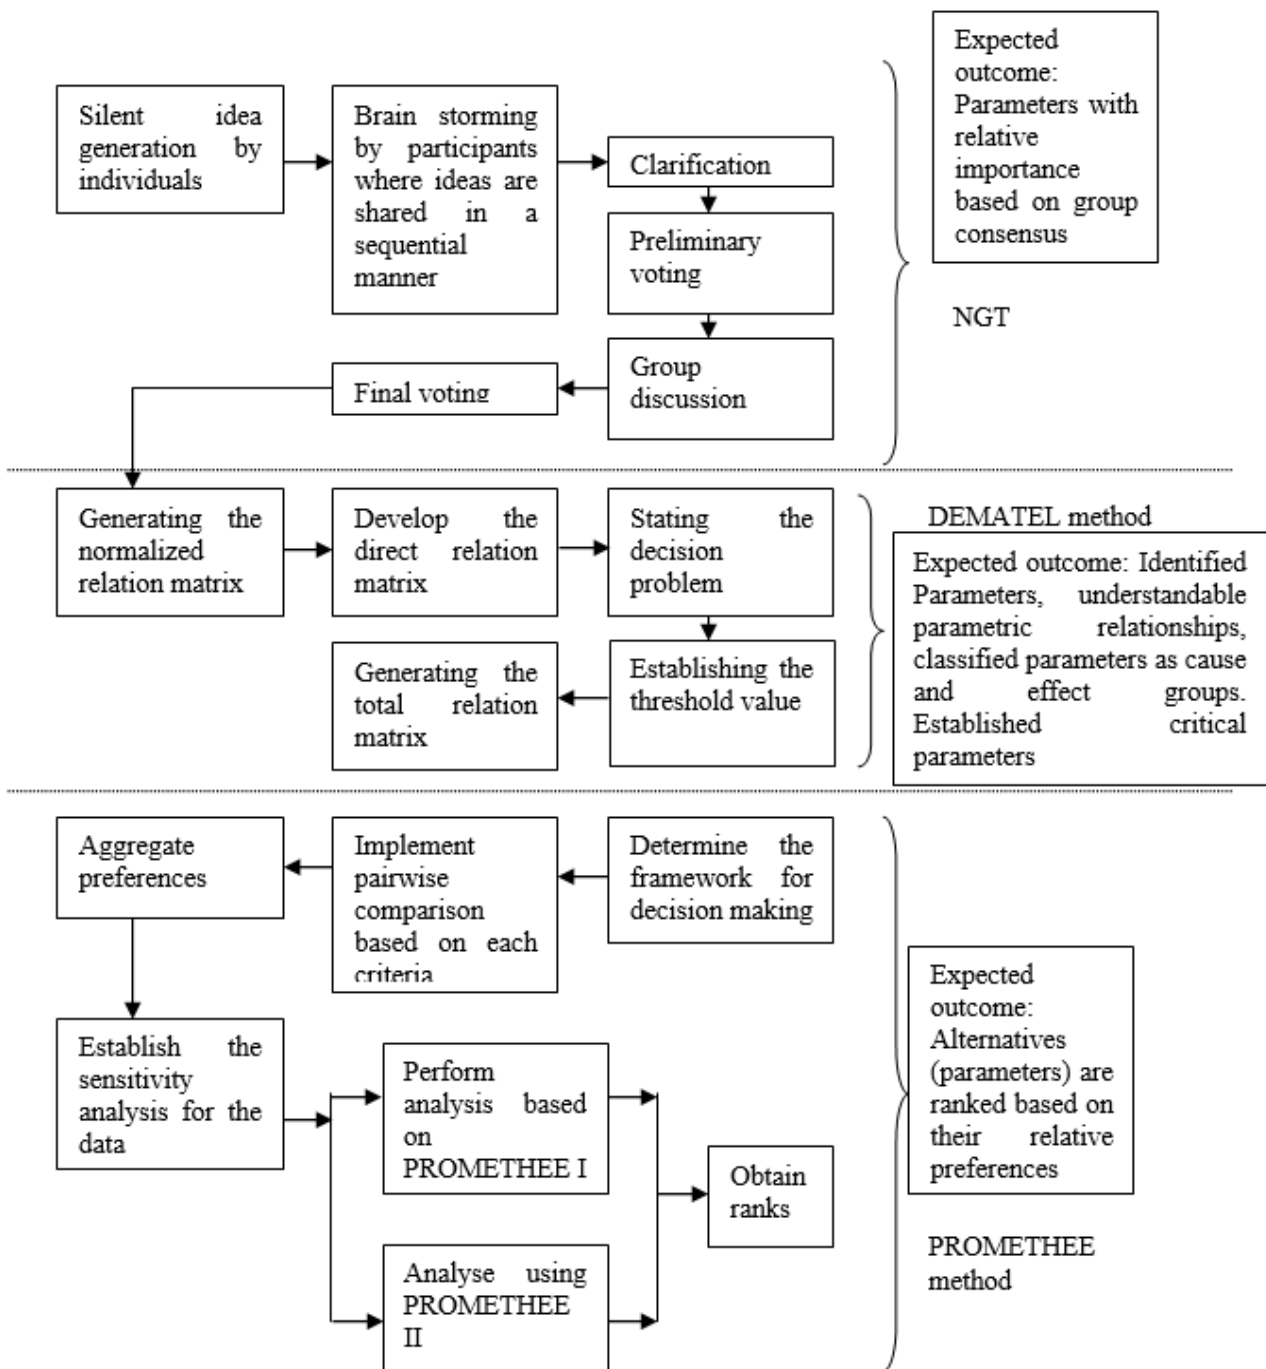 Silent idea
generation by
individuals
Brain storming
by participants
where ideas are
shared in a
sequential
manner
Clarification
Preliminary
voting
Group
discussion
Final voting
Expected
outcome:
Parameters with
relative
importance
based on group
consensus
NGT
Generating the
normalized
relation matrix
Develop the
direct relation
matrix
Stating the
decision
problem
Generating the
total relation
matrix
Establishing the
threshold value
DEMATEL method
Expected outcome: Identified
Parameters, understandable
parametric relationships,
classified parameters as cause
and effect groups.
Established critical
parameters
Aggregate
preferences
Implement
pairwise
comparison
based on each
criteria
Determine the
framework for
decision making
Establish the
sensitivity
analysis for the
data
Perform
analysis based
on
PROMETHEE I
Analyse using
PROMETHEE
II
Obtain
ranks
Expected
outcome:
Alternatives
(parameters) are
ranked based on
their relative
preferences
PROMETHEE
method